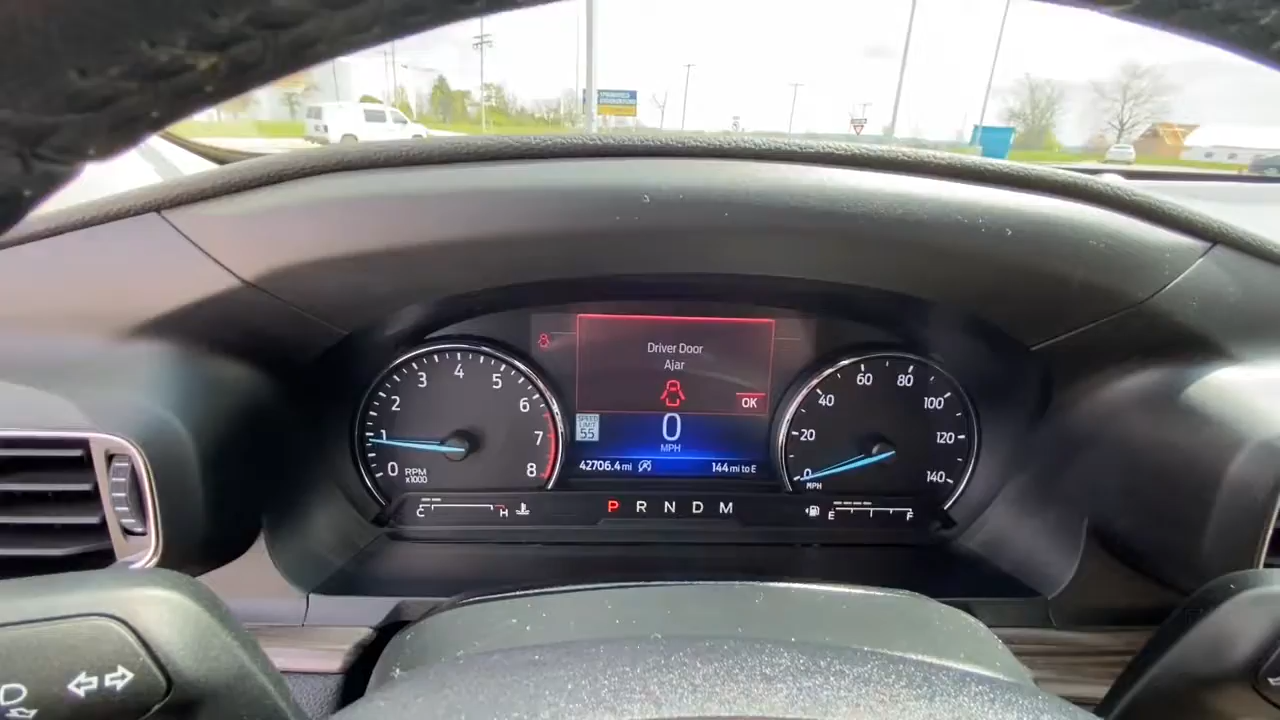 Driver Door
Ajar
OK
SPEED
LIMIT
55
0
MPH
42706.4 mi
144 mi to E
0
1
2
3
4
5
6
7
8
RPM
x1000
0
20
40
60
80
100
120
140
MPH
C
H
P R N D M
E
F